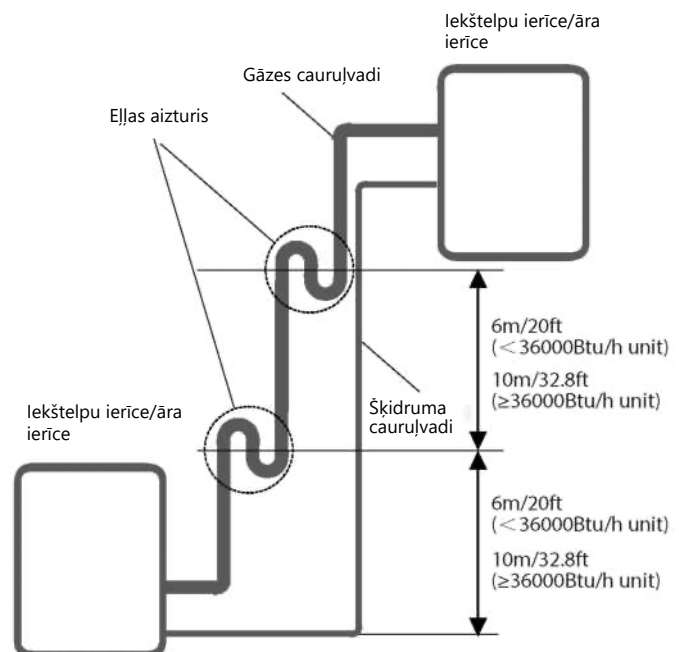 Iekštelpu ierīce/āra
ierīce
Gāzes cauruļvadi
Eļļas aizturis
6m/20ft
(<36000Btu/h unit)
10m/32.8ft
(≥36000Btu/h unit)
Šķidruma
cauruļvadi
Iekštelpu ierīce/āra
ierīce
6m/20ft
(<36000Btu/h unit)
10m/32.8ft
(≥36000Btu/h unit)